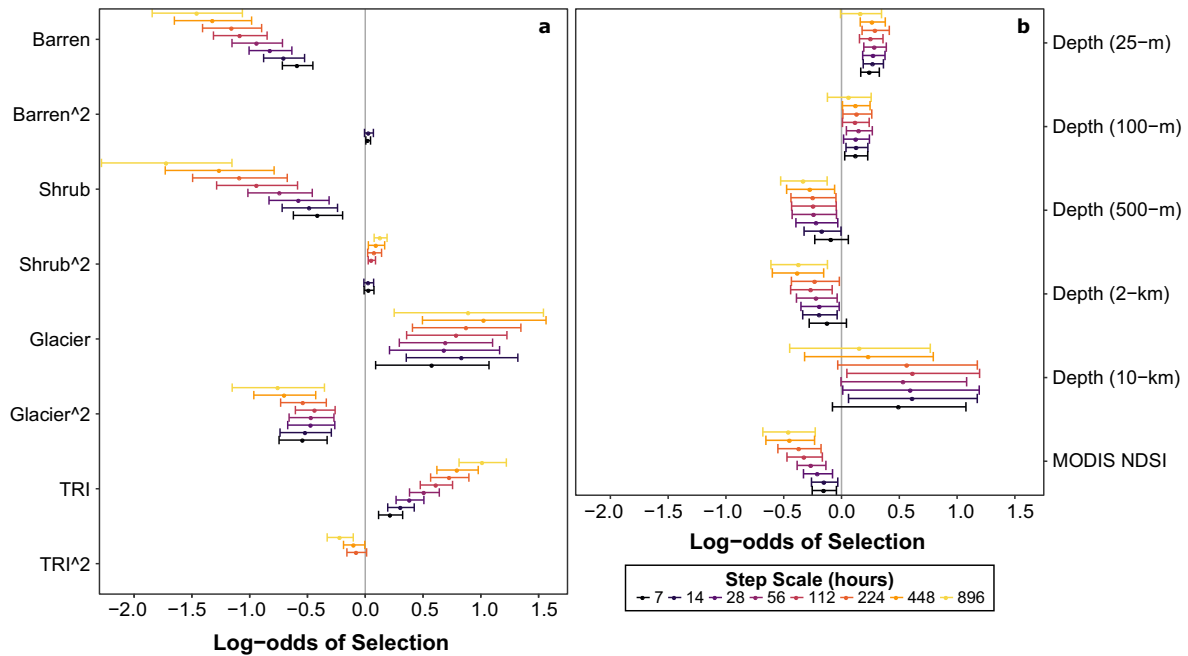 a
Barren
Barren^2
Shrub
Shrub^2
Glacier
Glacier^2
TRI
TRI^2
−2.0 −1.5 −1.0 −0.5 0.0 0.5 1.0 1.5
Log−odds of Selection
b
Depth (25−m)
Depth (100−m)
Depth (500−m)
Depth (2−km)
Depth (10−km)
MODIS NDSI
−2.0 −1.5 −1.0 −0.5 0.0 0.5 1.0 1.5
Log−odds of Selection
Step Scale (hours)
7 14 28 56 112 224 448 896